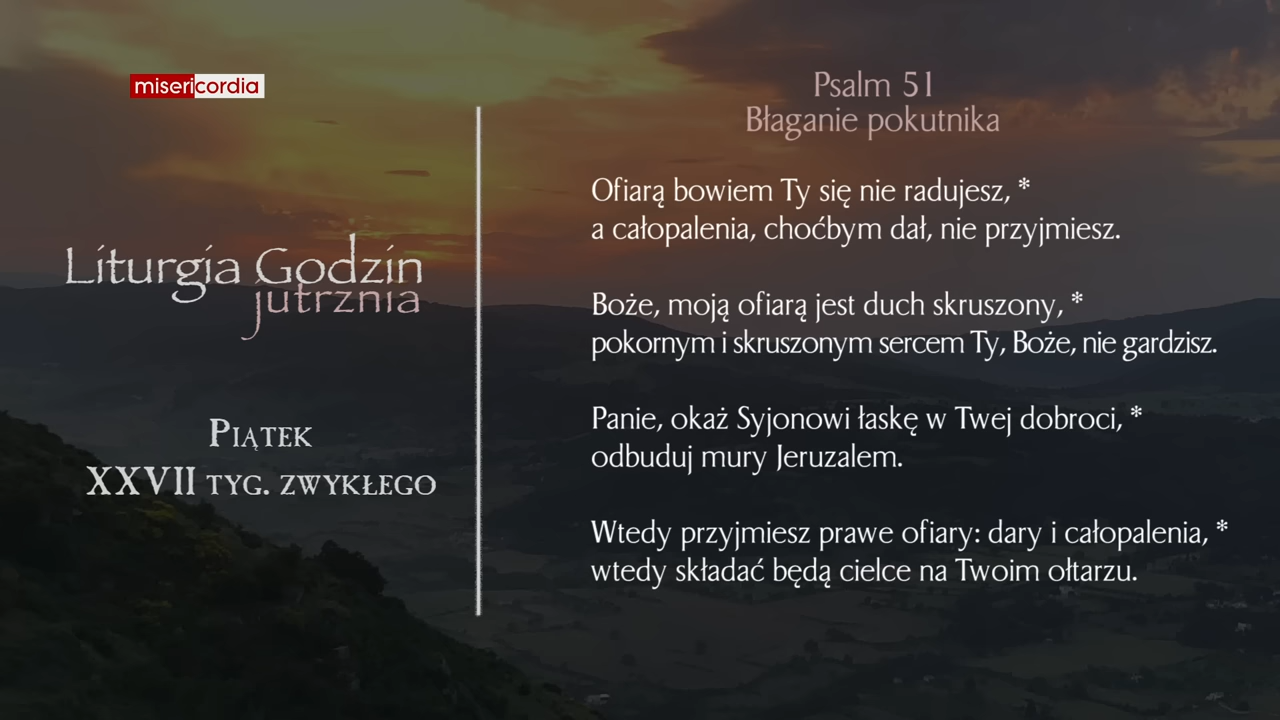 misericordia
Liturgia Godzin
jutrznia
Piątek
XXVII tyg. zwykłego
Psalm 51
Błaganie pokutnika
Ofiarą bowiem Ty się nie radujesz, *
a całopalenia, choćbym dał, nie przyjmiesz.
Boże, moją ofiarą jest duch skruszony, *
pokornym i skruszonym sercem Ty, Boże, nie gardzisz.
Panie, okaż Syjonowi łaskę w Twej dobroci, *
odbuduj mury Jeruzalem.
Wtedy przyjmiesz prawe ofiary: dary i całopalenia, *
wtedy składać będą cielce na Twoim ołtarzu.